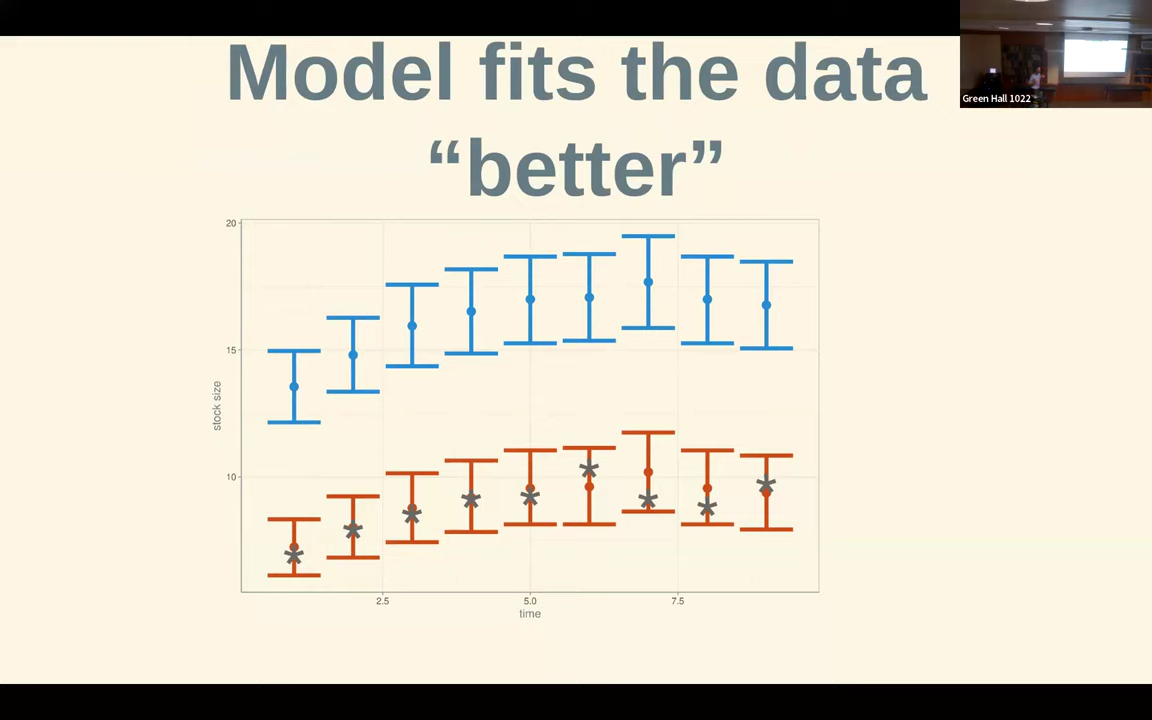 Model fits the data
“better”
Green Hall 1022
20
15
10
stock size
2.5
5.0
7.5
time